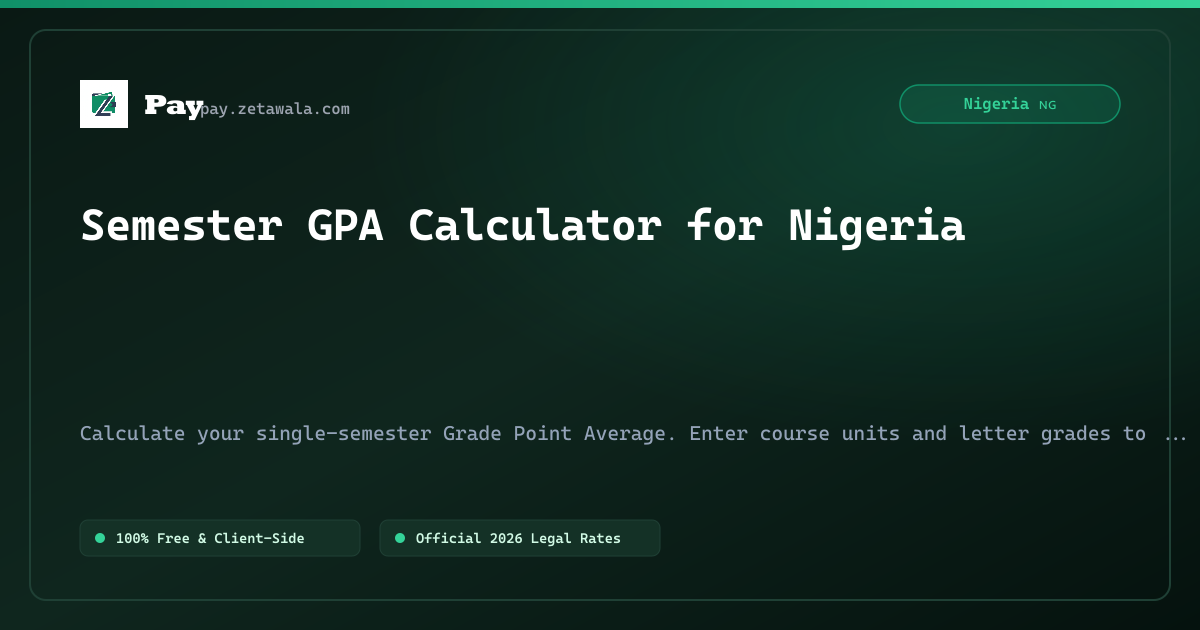 Pay pay.zetawala.com
Nigeria NG
Semester GPA Calculator for Nigeria
Calculate your single-semester Grade Point Average. Enter course units and letter grades to ...
100% Free & Client-Side
Official 2026 Legal Rates